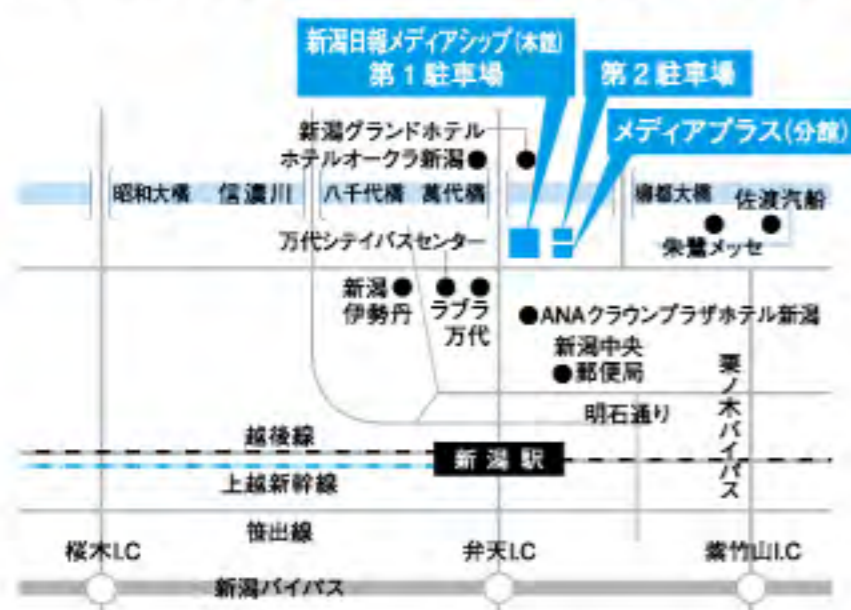 新潟日報メディアシップ(本館)
第1駐車場
第2駐車場
メディアプラス(分館)
新潟グランドホテル
ホテルオークラ新潟
昭和大橋
信濃川
八千代橋
萬代橋
柳都大橋
佐渡汽船
朱鷺メッセ
万代シテイバスセンター
新潟
伊勢丹
ラブラ
万代
ANAクラウンプラザホテル新潟
新潟中央
郵便局
明石通り
栗ノ木バイパス
越後線
新潟駅
上越新幹線
笹出線
桜木I.C
弁天I.C
紫竹山I.C
新潟バイパス